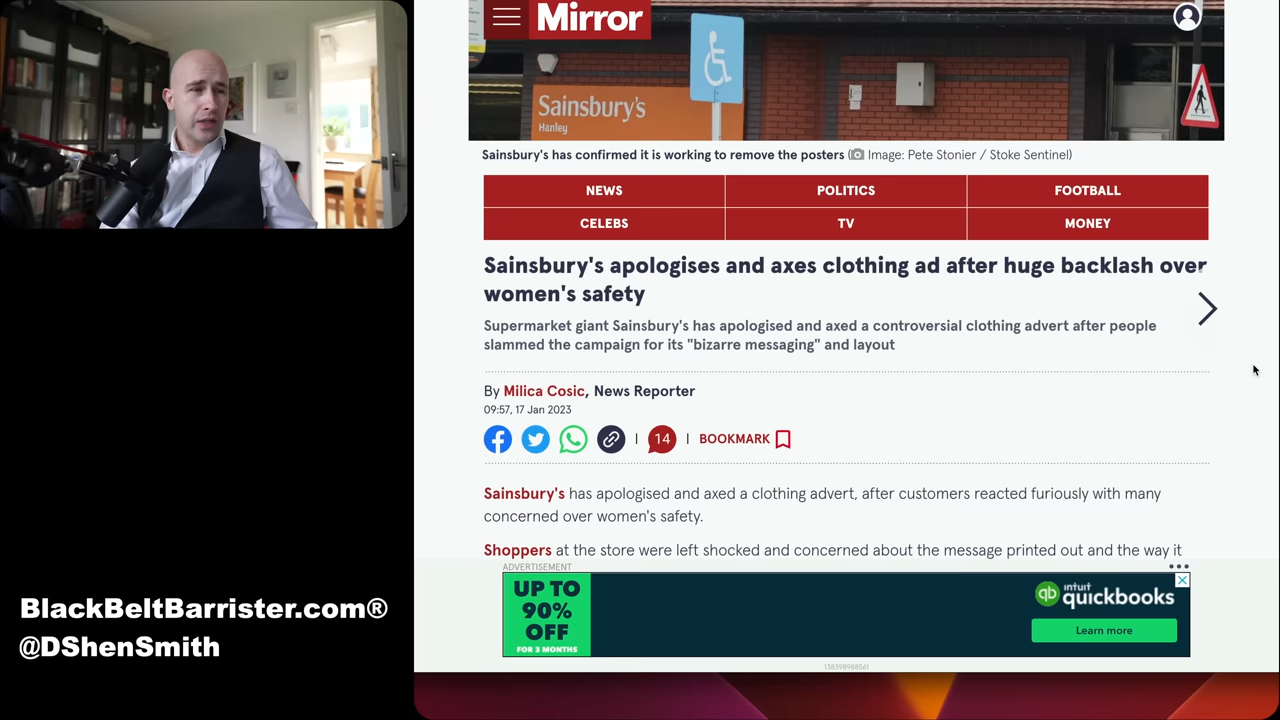 Mirror
Sainsbury's
Hanley
Sainsbury's has confirmed it is working to remove the posters (Image: Pete Stonier / Stoke Sentinel)
NEWS
POLITICS
FOOTBALL
CELEBS
TV
MONEY
Sainsbury's apologises and axes clothing ad after huge backlash over
women's safety
Supermarket giant Sainsbury's has apologised and axed a controversial clothing advert after people
slammed the campaign for its "bizarre messaging" and layout
By Milica Cosic, News Reporter
09:57, 17 Jan 2023
| 14 | BOOKMARK
Sainsbury's has apologised and axed a clothing advert, after customers reacted furiously with many
concerned over women's safety.
Shoppers at the store were left shocked and concerned about the message printed out and the way it
ADVERTISEMENT
UP TO
90%
OFF
FOR 3 MONTHS
qb intuit quickbooks
Learn more
138398988561
BlackBeltBarrister.com®
@DShenSmith